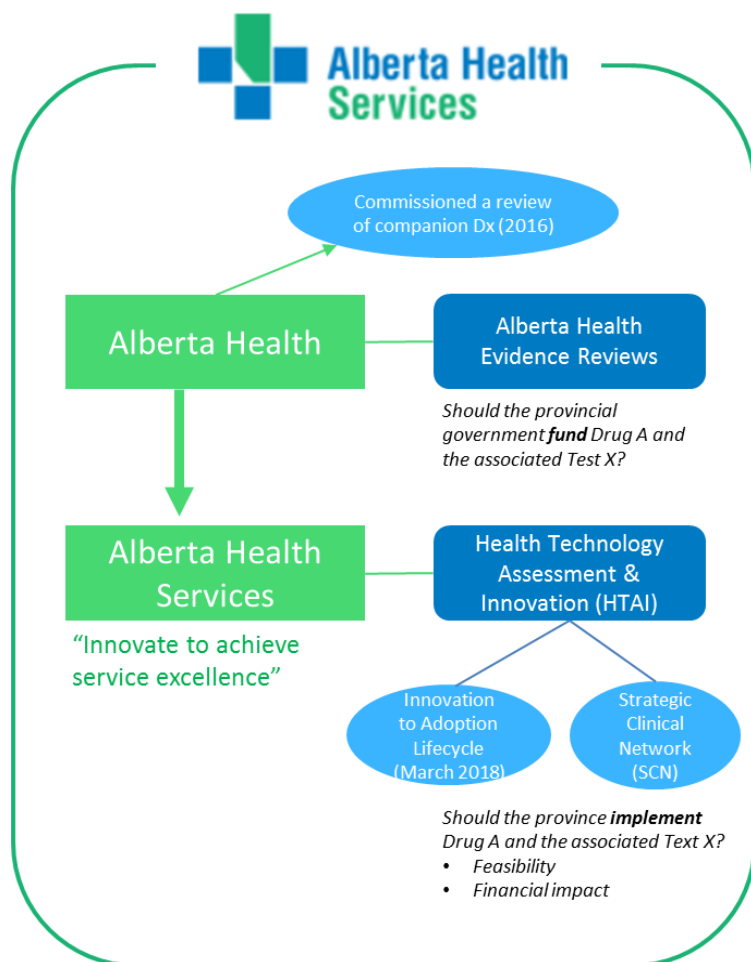 Alberta Health
Services
Commissioned a review
of companion Dx (2016)
Alberta Health
Alberta Health
Evidence Reviews
Should the provincial
government fund Drug A and
the associated Test X?
Alberta Health
Services
Health Technology
Assessment &
Innovation (HTAI)
“Innovate to achieve
service excellence”
Innovation
to Adoption
Lifecycle
(March 2018)
Strategic
Clinical
Network
(SCN)
Should the province implement
Drug A and the associated Text X?
• Feasibility
• Financial impact